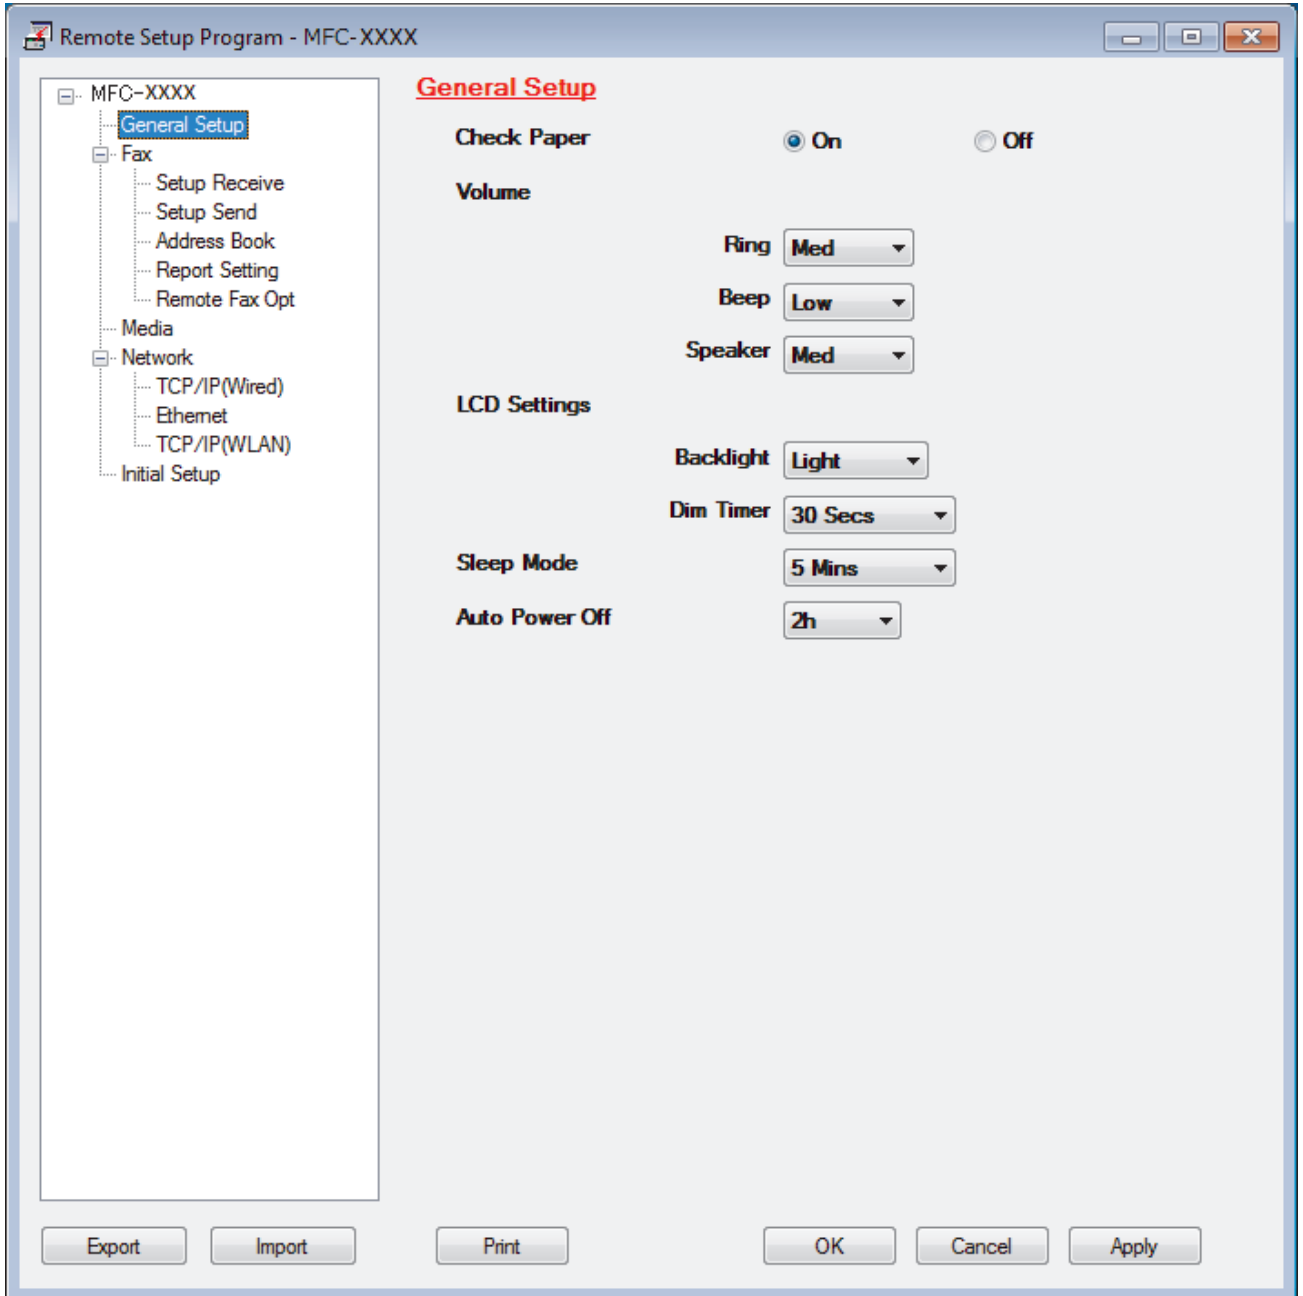 Remote Setup Program - MFC-XXXX
MFC-XXXX
General Setup
Fax
Setup Receive
Setup Send
Address Book
Report Setting
Remote Fax Opt
Media
Network
TCP/IP(Wired)
Ethernet
TCP/IP(WLAN)
Initial Setup
General Setup
Check Paper On Off
Volume
Ring Med
Beep Low
Speaker Med
LCD Settings
Backlight Light
Dim Timer 30 Secs
Sleep Mode 5 Mins
Auto Power Off 2h
Export Import Print OK Cancel Apply